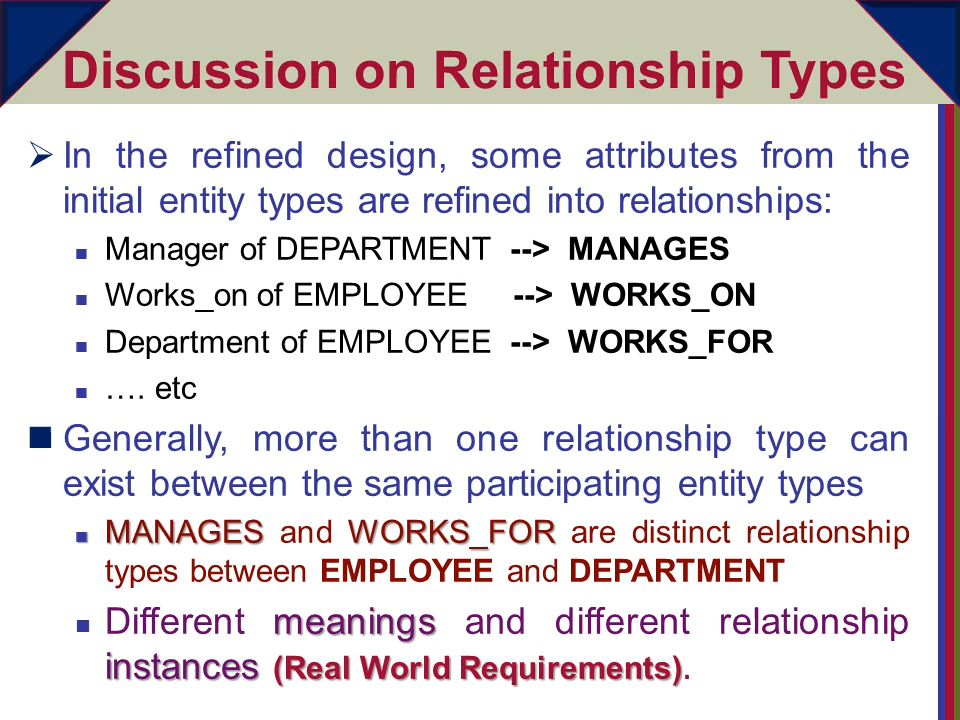 Discussion on Relationship Types
In the refined design, some attributes from the
initial entity types are refined into relationships:
Manager of DEPARTMENT --> MANAGES
Works_on of EMPLOYEE --> WORKS_ON
Department of EMPLOYEE --> WORKS_FOR
…. etc
Generally, more than one relationship type can
exist between the same participating entity types
MANAGES and WORKS_FOR are distinct relationship
types between EMPLOYEE and DEPARTMENT
Different meanings and different relationship
instances (Real World Requirements).